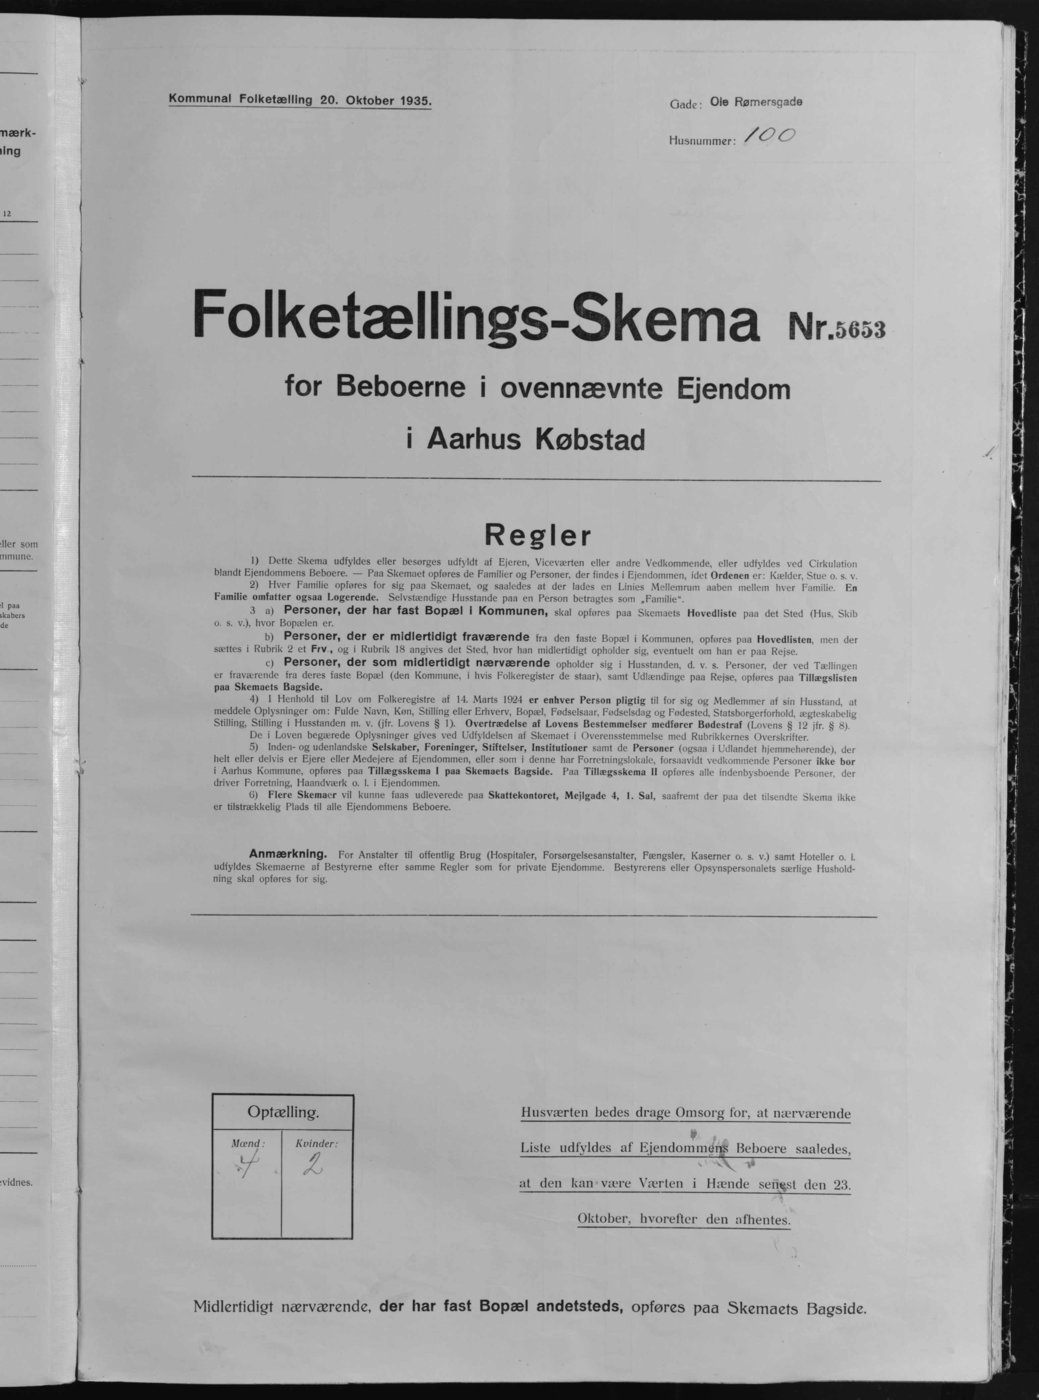 mærk-
ning
12
eller som
ommune.
el paa
skabers
de
vidnes.
Kommunal Folketælling 20. Oktober 1935.
Gade: Ole Rømersgade
Husnummer: 100
Folketællings-Skema Nr.5653
for Beboerne i ovennævnte Ejendom
i Aarhus Købstad
1.
Regler
1) Dette Skema udfyldes eller besørges udfyldt af Ejeren, Viceværten eller andre Vedkommende, eller udfyldes ved Cirkulation
blandt Ejendommens Beboere. — Paa Skemaet opføres de Familier og Personer, der findes i Ejendommen, idet Ordenen er: Kælder, Stue o. s. v.
2) Hver Familie opføres for sig paa Skemaet, og saaledes at der lades en Linies Mellemrum aaben mellem hver Familie. En
Familie omfatter ogsaa Logerende. Selvstændige Husstande paa en Person betragtes som „Familie“.
3 a) Personer, der har fast Bopæl i Kommunen, skal opføres paa Skemaets Hovedliste paa det Sted (Hus, Skib
o. s. v.), hvor Bopælen er.
b) Personer, der er midlertidigt fraværende fra den faste Bopæl i Kommunen, opføres paa Hovedlisten, men der
sættes i Rubrik 2 et Frv., og i Rubrik 18 angives det Sted, hvor han midlertidigt opholder sig, eventuelt om han er paa Rejse.
c) Personer, der som midlertidigt nærværende opholder sig i Husstanden, d. v. s. Personer, der ved Tællingen
er fraværende fra deres faste Bopæl (den Kommune, i hvis Folkeregister de staar), samt Udlændinge paa Rejse, opføres paa Tillægslisten
paa Skemaets Bagside.
4) I Henhold til Lov om Folkeregistre af 14. Marts 1924 er enhver Person pligtig til for sig og Medlemmer af sin Husstand, at
meddele Oplysninger om: Fulde Navn, Køn, Stilling eller Erhverv, Bopæl, Fødselsaar, Fødselsdag og Fødested, Statsborgerforhold, ægteskabelig
Stilling, Stilling i Husstanden m. v. (jfr. Lovens § 1). Overtrædelse af Lovens Bestemmelser medfører Bødestraf (Lovens § 12 jfr. § 8).
De i Loven begærede Oplysninger gives ved Udfyldelsen af Skemaet i Overensstemmelse med Rubrikkernes Overskrifter.
5) Inden- og udenlandske Selskaber, Foreninger, Stiftelser, Institutioner samt de Personer (ogsaa i Udlandet hjemmehørende), der
helt eller delvis er Ejere eller Medejere af Ejendommen, eller som i denne har Forretningslokale, forsaavidt vedkommende Personer ikke bor
i Aarhus Kommune, opføres paa Tillægsskema I paa Skemaets Bagside. Paa Tillægsskema II opføres alle indenbysboende Personer, der
driver Forretning, Haandværk o. l. i Ejendommen.
6) Flere Skemaer vil kunne faas udleverede paa Skattekontoret, Mejlgade 4, 1. Sal, saafremt der paa det tilsendte Skema ikke
er tilstrækkelig Plads til alle Ejendommens Beboere.
Anmærkning. For Anstalter til offentlig Brug (Hospitaler, Forsørgelsesanstalter, Fængsler, Kaserner o. s. v.) samt Hoteller o. l.
udfyldes Skemaerne af Bestyrerne efter samme Regler som for private Ejendomme. Bestyrerens eller Opsynspersonalets særlige Hushold-
ning skal opføres for sig.
Optælling.
Mænd: Kvinder:
4 2
Husværten bedes drage Omsorg for, at nærværende
Liste udfyldes af Ejendommens Beboere saaledes,
at den kan være Værten i Hænde senest den 23.
Oktober, hvorefter den afhentes.
Midlertidigt nærværende, der har fast Bopæl andetsteds, opføres paa Skemaets Bagside.